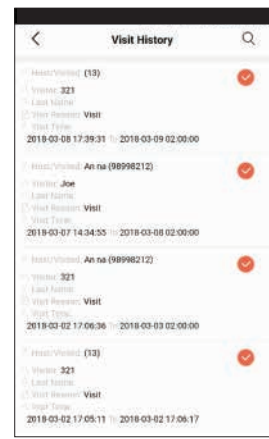 Visit History
Host/Visited: (13)
Visitor: 321
Last Name
Visit Reason: Visit
Visit Time:
2018-03-08 17:39:31 To 2018-03-09 02:00:00
Host/Visited: An na (98998212)
Visitor: Joe
Last Name
Visit Reason: Visit
Visit Time:
2018-03-07 14:34:55 To 2018-03-08 02:00:00
Host/Visited: An na (98998212)
Visitor: 321
Last Name
Visit Reason: Visit
Visit Time:
2018-03-02 17:06:36 To 2018-03-03 02:00:00
Host/Visited: (13)
Visitor: 321
Last Name
Visit Reason: Visit
Visit Time:
2018-03-02 17:05:11 To 2018-03-02 17:06:17